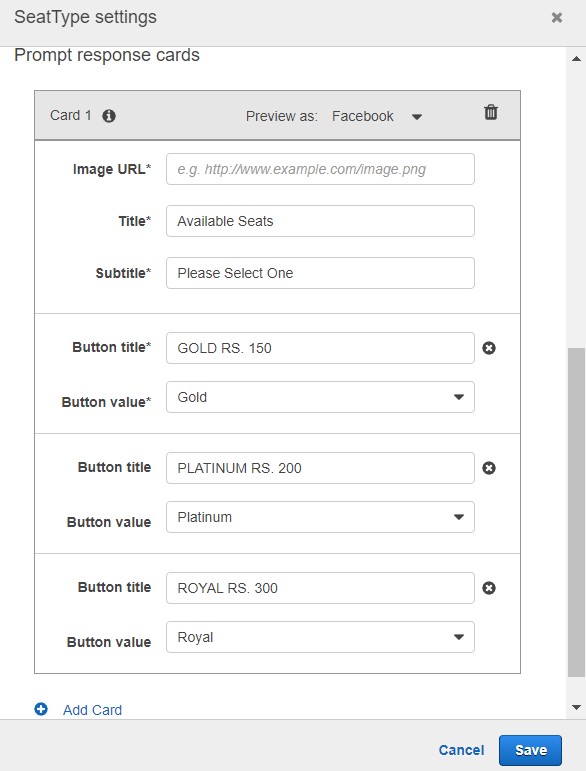 SeatType settings
Prompt response cards
Card 1 Preview as: Facebook
Image URL* e.g. http://www.example.com/image.png
Title* Available Seats
Subtitle* Please Select One
Button title* GOLD RS. 150
Button value* Gold
Button title PLATINUM RS. 200
Button value Platinum
Button title ROYAL RS. 300
Button value Royal
Add Card
Cancel Save